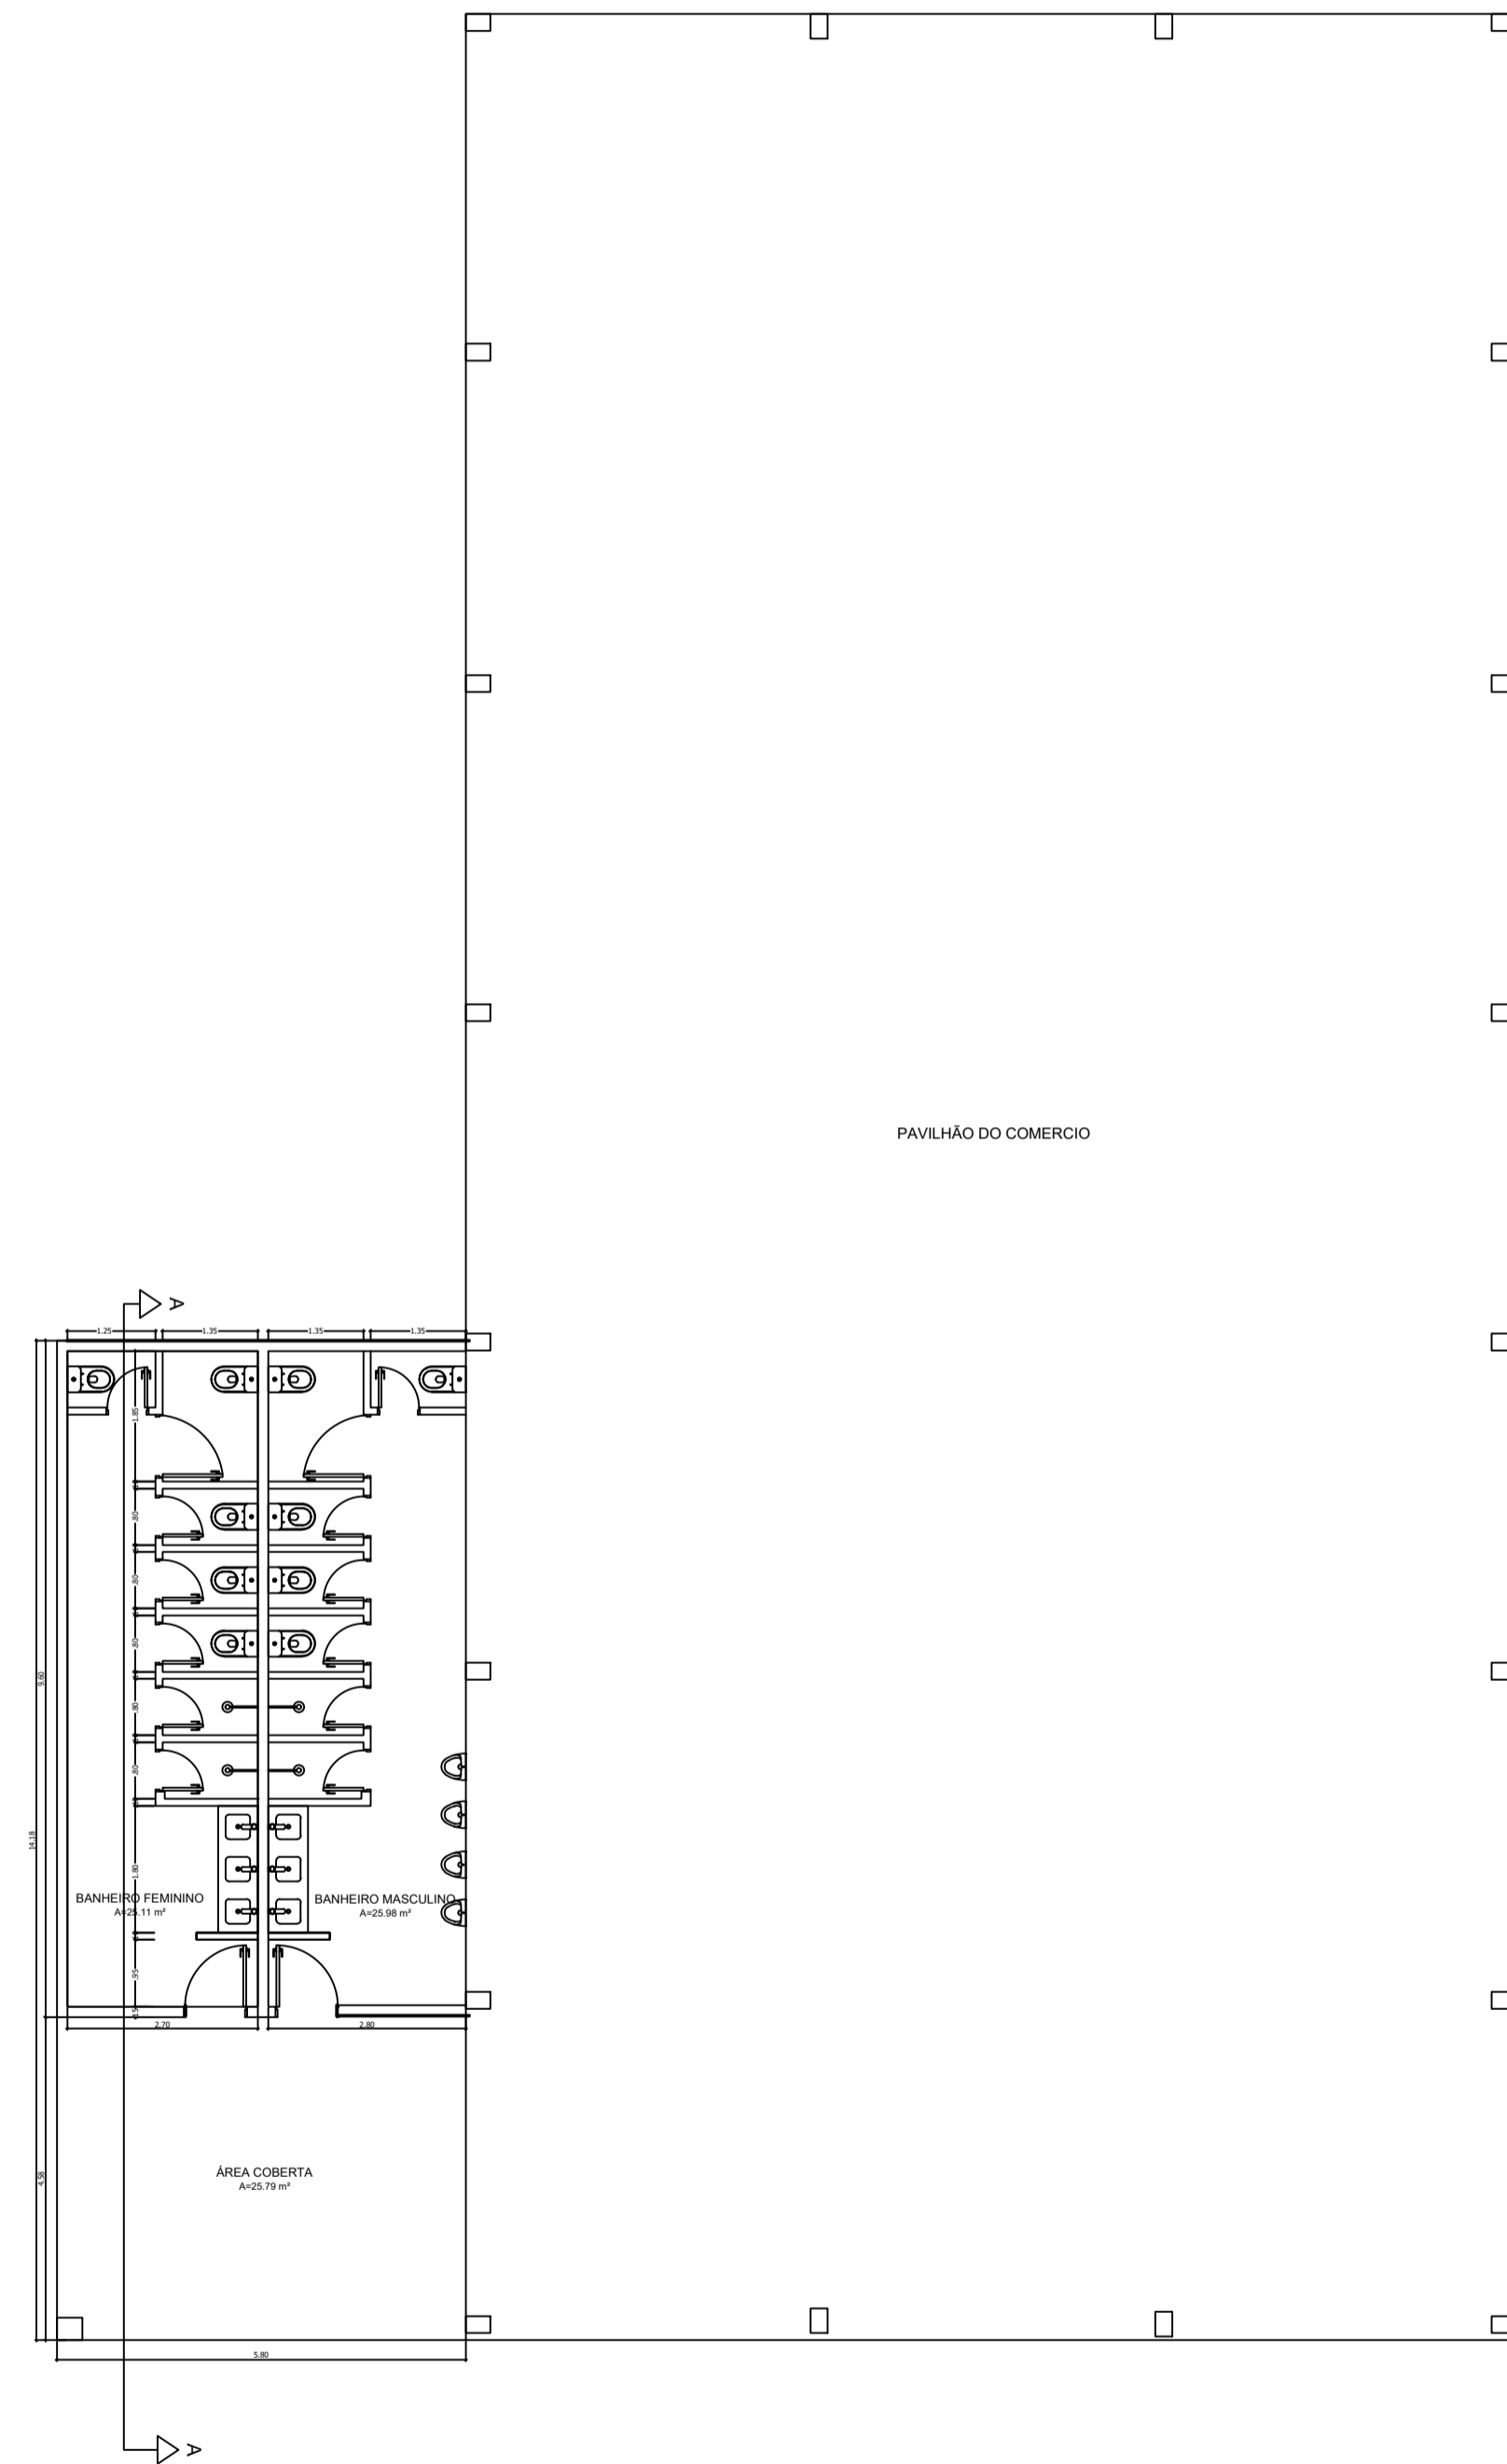 PAVILHÃO DO COMERCIO
A
1.25
1.35
1.35
1.35
1.85
.80
.80
.80
.80
.80
9.60
14.18
1.80
BANHEIRO FEMININO
A=25.11 m²
BANHEIRO MASCULINO
A=25.98 m²
.95
.15
2.70
2.80
4.58
ÁREA COBERTA
A=25.79 m²
5.80
A